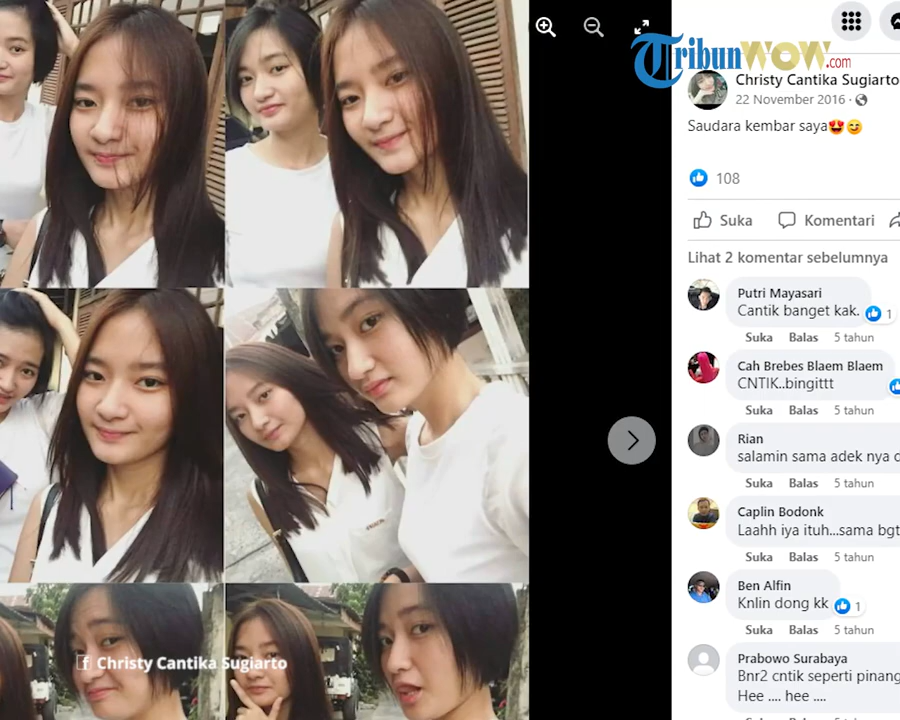 TribunWOW.com
Christy Cantika Sugiarto
22 November 2016 ·
Saudara kembar saya😍😊
108
Suka Komentari
Lihat 2 komentar sebelumnya
Putri Mayasari
Cantik banget kak.
1
Suka Balas 5 tahun
Cah Brebes Blaem Blaem
CNTIK..bingittt
Suka Balas 5 tahun
Rian
salamin sama adek nya
Suka Balas 5 tahun
Caplin Bodonk
Laahh iya ituh...sama bgt
Suka Balas 5 tahun
Ben Alfin
Knlin dong kk
1
Suka Balas 5 tahun
Prabowo Surabaya
Bnr2 cntik seperti pinang
Hee .... hee ....
f Christy Cantika Sugiarto